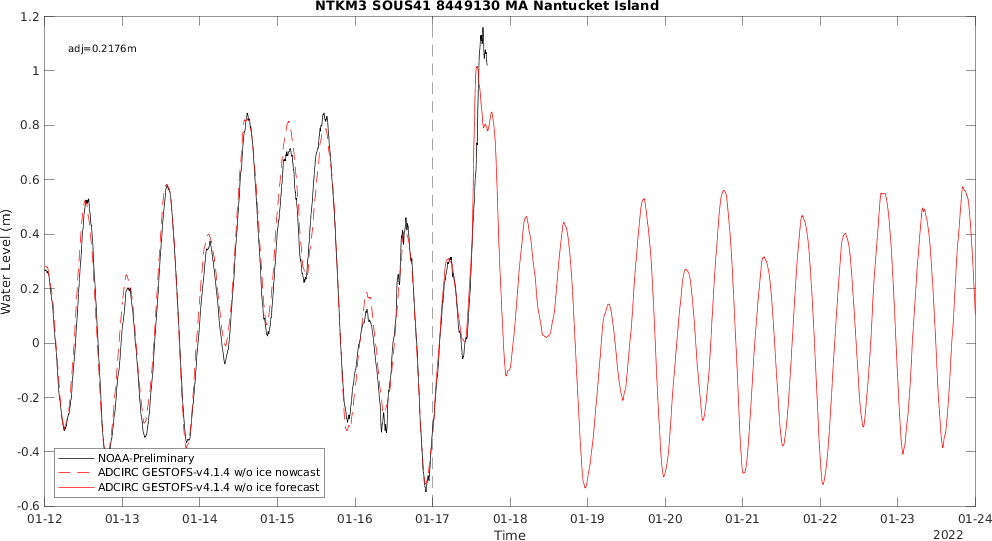 NTKM3 SOUS41 8449130 MA Nantucket Island
adj=0.2176m
Water Level (m)
1.2
1
0.8
0.6
0.4
0.2
0
-0.2
-0.4
-0.6
NOAA-Preliminary
ADCIRC GESTOFS-v4.1.4 w/o ice nowcast
ADCIRC GESTOFS-v4.1.4 w/o ice forecast
01-12 01-13 01-14 01-15 01-16 01-17 01-18 01-19 01-20 01-21 01-22 01-23 01-24
Time
2022